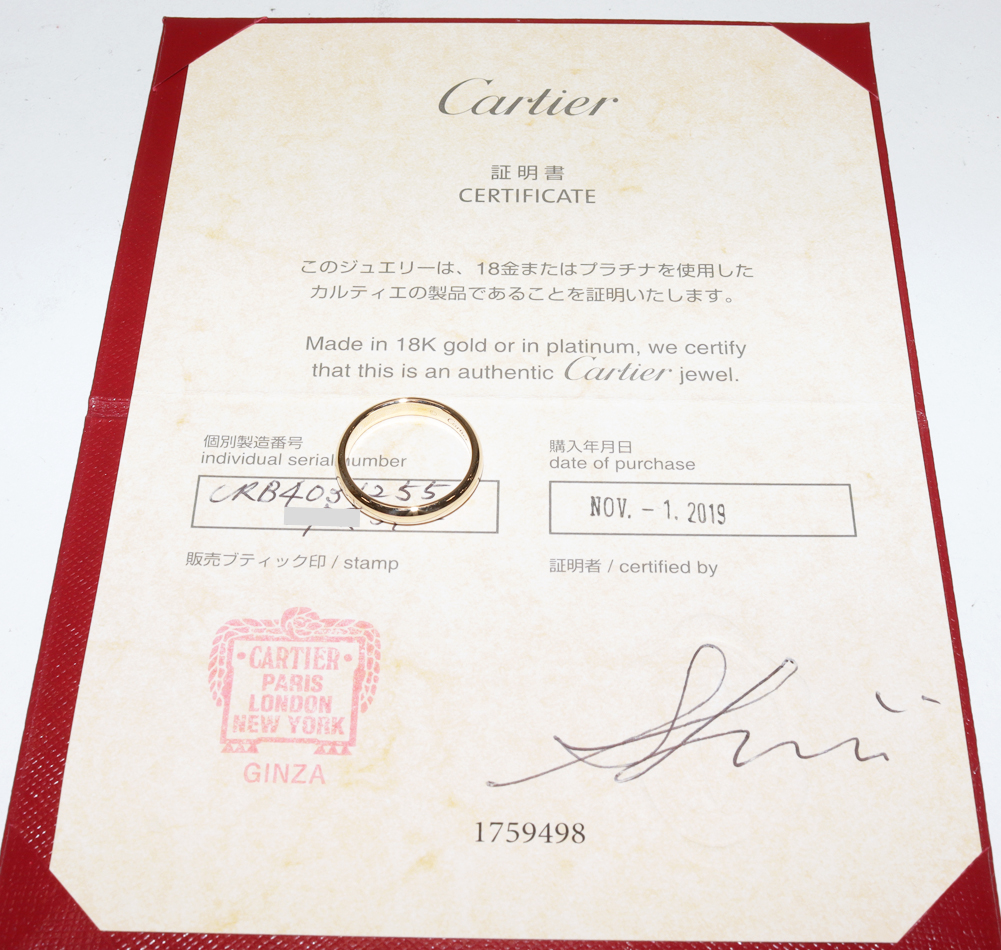 Cartier
証明書
CERTIFICATE
このジュエリーは、18金またはプラチナを使用した
カルティエの製品であることを証明いたします。
Made in 18K gold or in platinum, we certify
that this is an authentic Cartier jewel.
個別製造番号
individual serial number
購入年月日
date of purchase
NOV. - 1. 2019
販売ブティック印 / stamp
証明者 / certified by
CARTIER
PARIS
LONDON
NEW YORK
GINZA
1759498